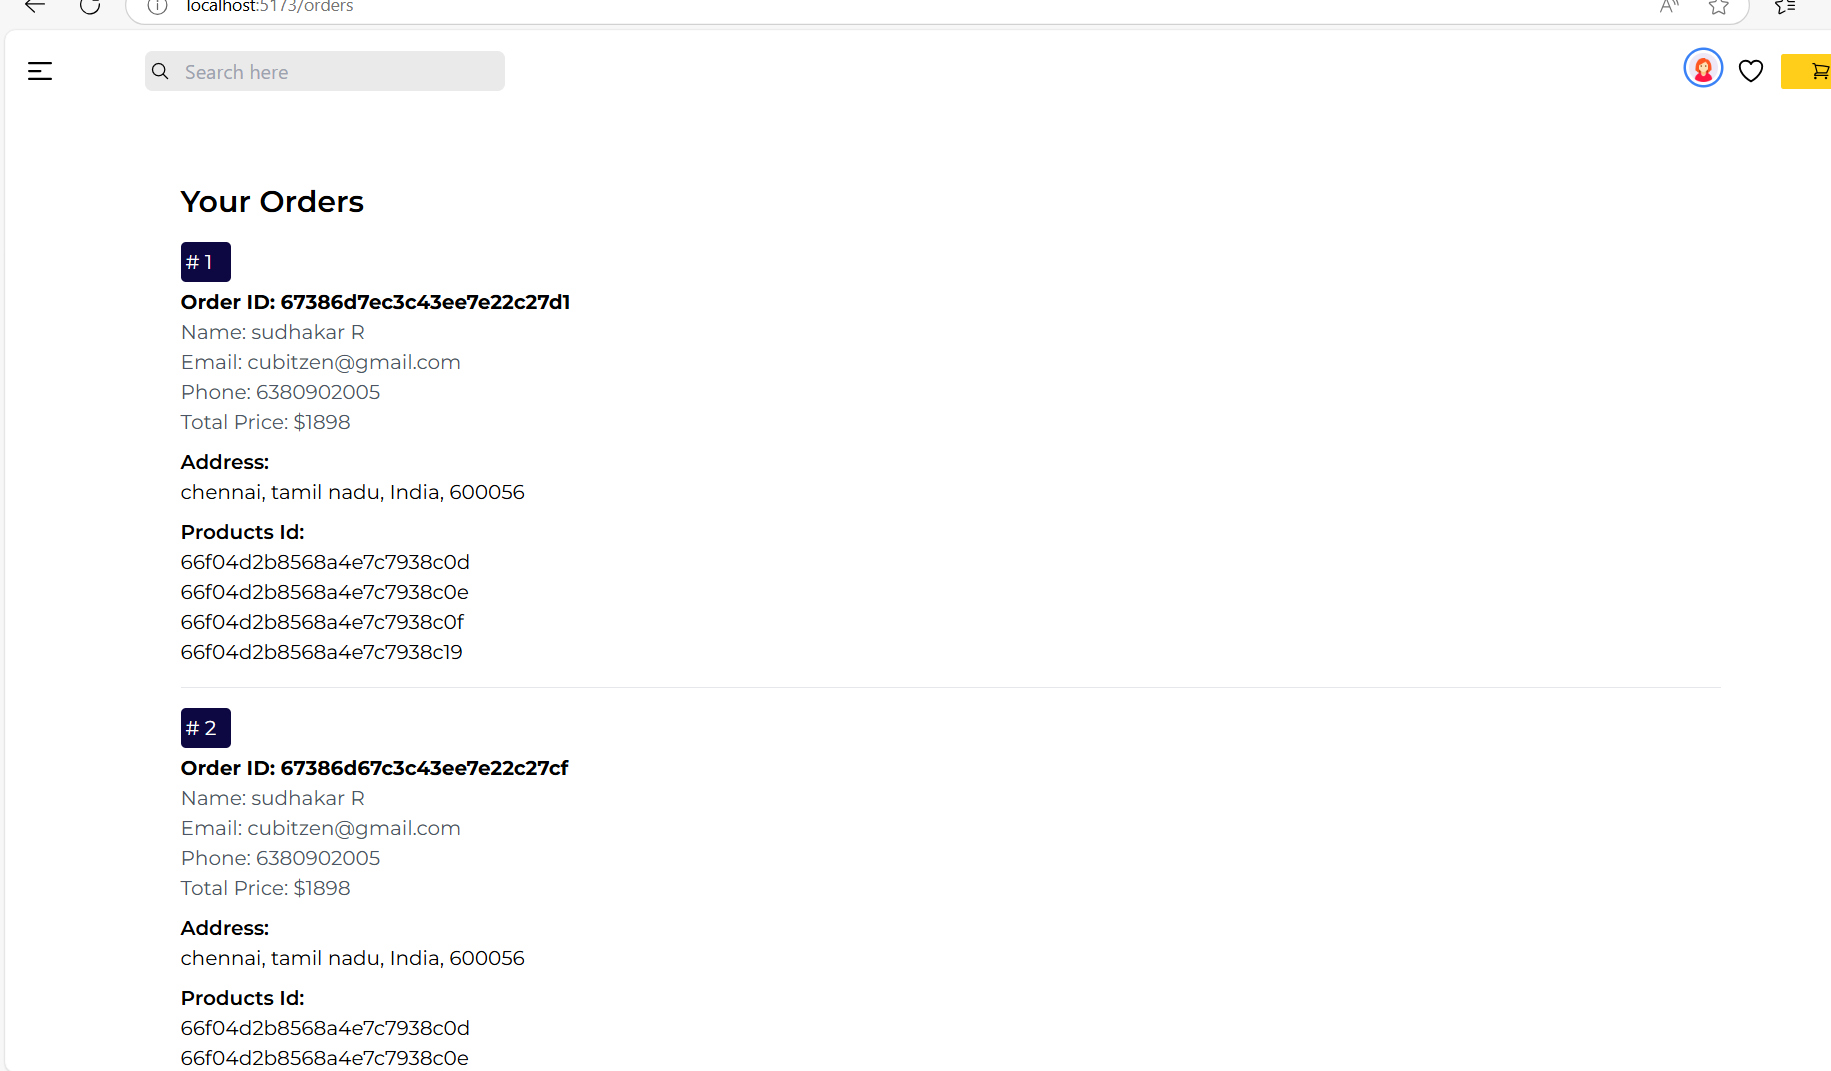 localhost:5173/orders
Search here
Your Orders
# 1
Order ID: 67386d7ec3c43ee7e22c27d1
Name: sudhakar R
Email: cubitzen@gmail.com
Phone: 6380902005
Total Price: $1898
Address:
chennai, tamil nadu, India, 600056
Products Id:
66f04d2b8568a4e7c7938c0d
66f04d2b8568a4e7c7938c0e
66f04d2b8568a4e7c7938c0f
66f04d2b8568a4e7c7938c19
# 2
Order ID: 67386d67c3c43ee7e22c27cf
Name: sudhakar R
Email: cubitzen@gmail.com
Phone: 6380902005
Total Price: $1898
Address:
chennai, tamil nadu, India, 600056
Products Id:
66f04d2b8568a4e7c7938c0d
66f04d2b8568a4e7c7938c0e